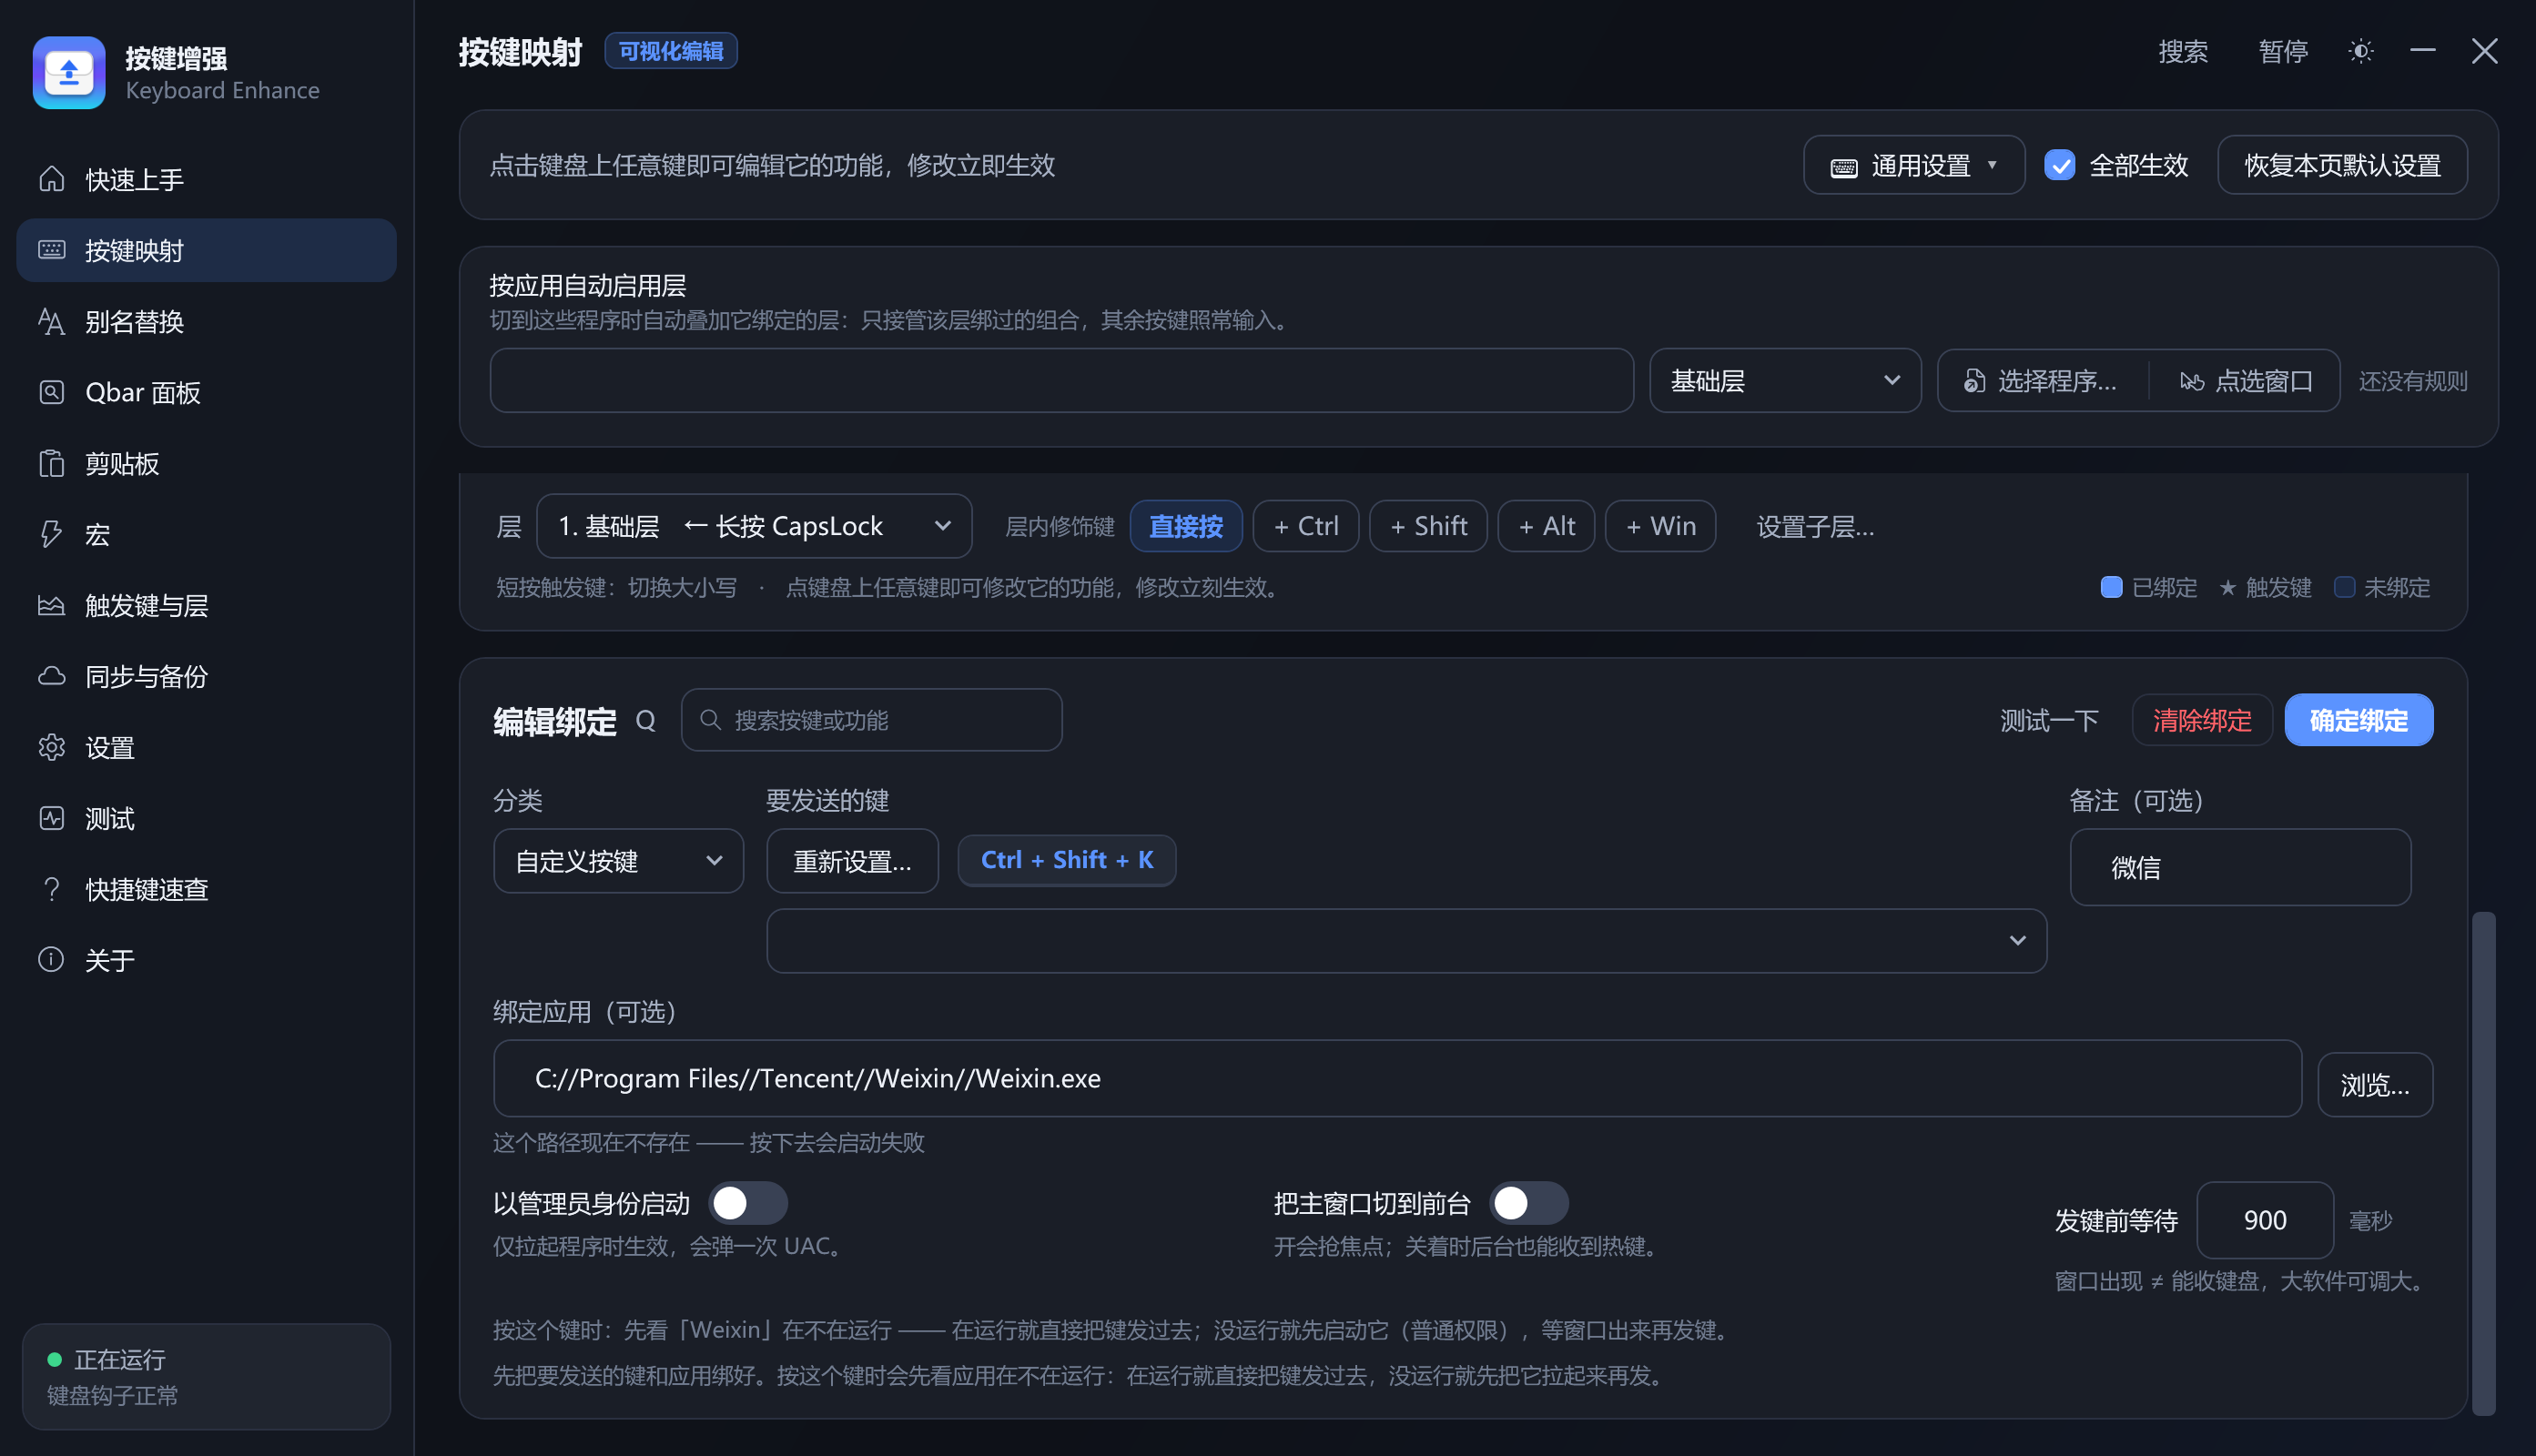 按键增强
Keyboard Enhance
快速上手
按键映射
别名替换
Qbar 面板
剪贴板
宏
触发键与层
同步与备份
设置
测试
快捷键速查
关于
正在运行
键盘钩子正常
按键映射 可视化编辑 搜索 暂停
点击键盘上任意键即可编辑它的功能，修改立即生效 通用设置 全部生效 恢复本页默认设置
按应用自动启用层
切到这些程序时自动叠加它绑定的层：只接管该层绑过的组合，其余按键照常输入。
基础层 选择程序... 点选窗口 还没有规则
层 1. 基础层 ← 长按 CapsLock 层内修饰键 直接按 + Ctrl + Shift + Alt + Win 设置子层...
短按触发键：切换大小写 · 点键盘上任意键即可修改它的功能，修改立刻生效。 已绑定 ★ 触发键 未绑定
编辑绑定 Q 搜索按键或功能 测试一下 清除绑定 确定绑定
分类 要发送的键 备注（可选）
自定义按键 重新设置... Ctrl + Shift + K 微信
绑定应用（可选）
C://Program Files//Tencent//Weixin//Weixin.exe 浏览...
这个路径现在不存在 —— 按下去会启动失败
以管理员身份启动 把主窗口切到前台 发键前等待 900 毫秒
仅拉起程序时生效，会弹一次 UAC。 开会抢焦点；关着时后台也能收到热键。
窗口出现 ≠ 能收键盘，大软件可调大。
按这个键时：先看「Weixin」在不在运行 —— 在运行就直接把键发过去；没运行就先启动它（普通权限），等窗口出来再发键。
先把要发送的键和应用绑好。按这个键时会先看应用在不在运行：在运行就直接把键发过去，没运行就先把它拉起来再发。